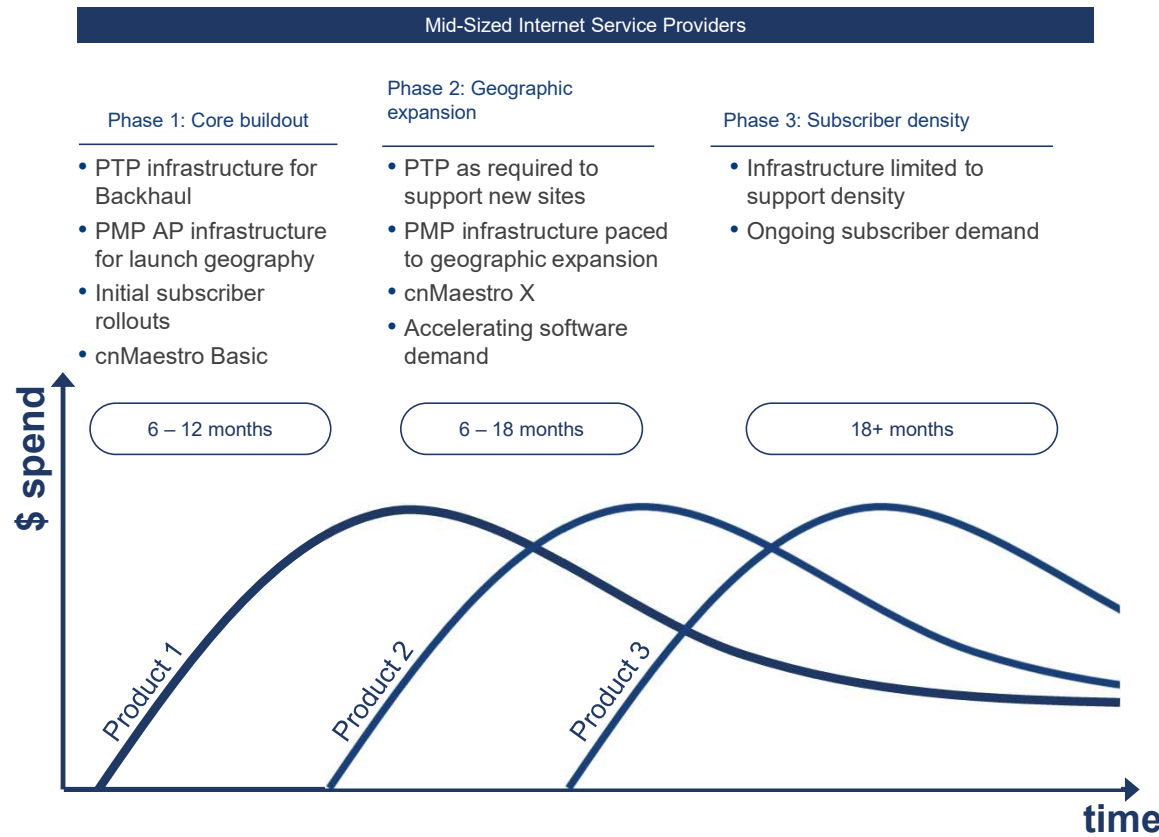 Mid-Sized Internet Service Providers
Phase 1: Core buildout
• PTP infrastructure for
Backhaul
• PMP AP infrastructure
for launch geography
• Initial subscriber
rollouts
• cnMaestro Basic
Phase 2: Geographic
expansion
• PTP as required to
support new sites
• PMP infrastructure paced
to geographic expansion
• cnMaestro X
• Accelerating software
demand
Phase 3: Subscriber density
• Infrastructure limited to
support density
• Ongoing subscriber demand
$ spend
6 – 12 months
6 – 18 months
18+ months
Product 1
Product 2
Product 3
time